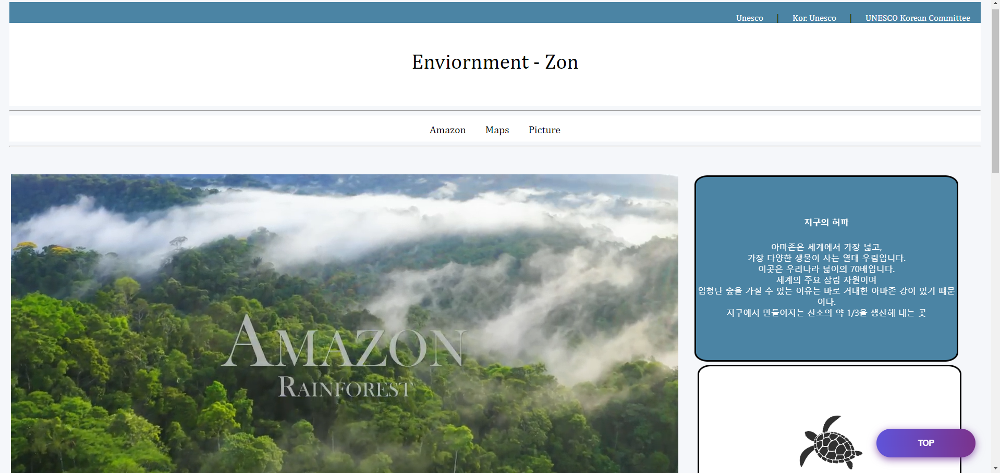 Unesco | Kor. Unesco | UNESCO Korean Committee
Enviornment - Zon
Amazon Maps Picture
AMAZON
RAINFOREST
지구의 허파
아마존은 세계에서 가장 넓고,
가장 다양한 생물이 사는 열대 우림입니다.
이곳은 우리나라 넓이의 70배입니다.
세계의 주요 삼림 자원이며
엄청난 숲을 가질 수 있는 이유는 바로 거대한 아마존 강이 있기 때문
이다.
지구에서 만들어지는 산소의 약 1/3을 생산해 내는 곳
TOP